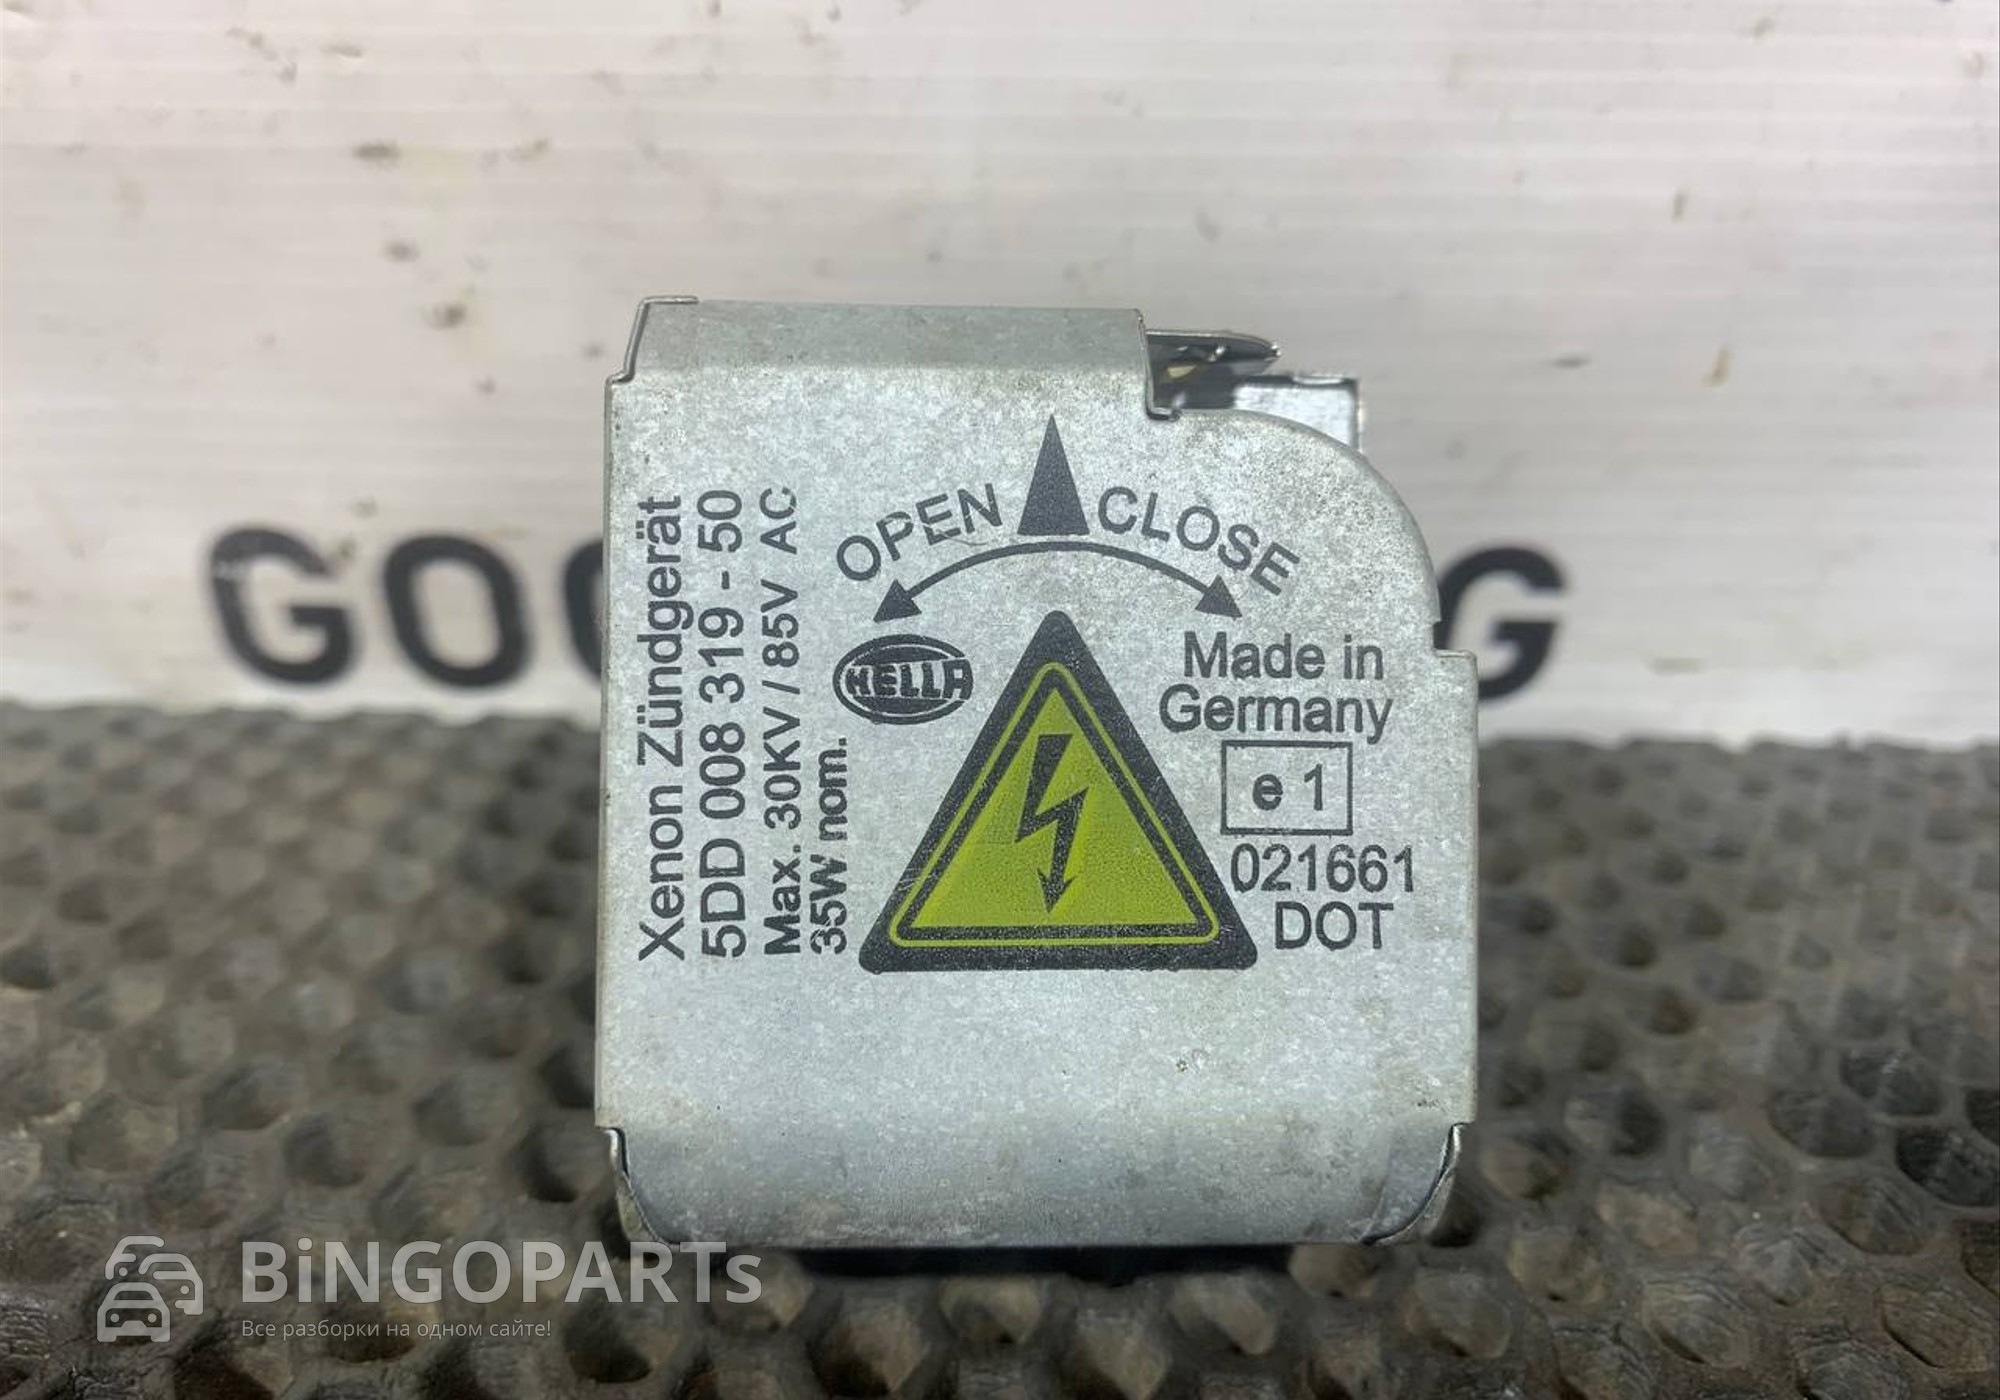 GOO
G
Xenon Zündgerät
5DD 008 319 - 50
Max. 30KV / 85V AC
35W nom.
OPEN CLOSE
HELLA
Made in
Germany
e 1
021661
DOT
BiNGOPARTs
Все разборки на одном сайте!